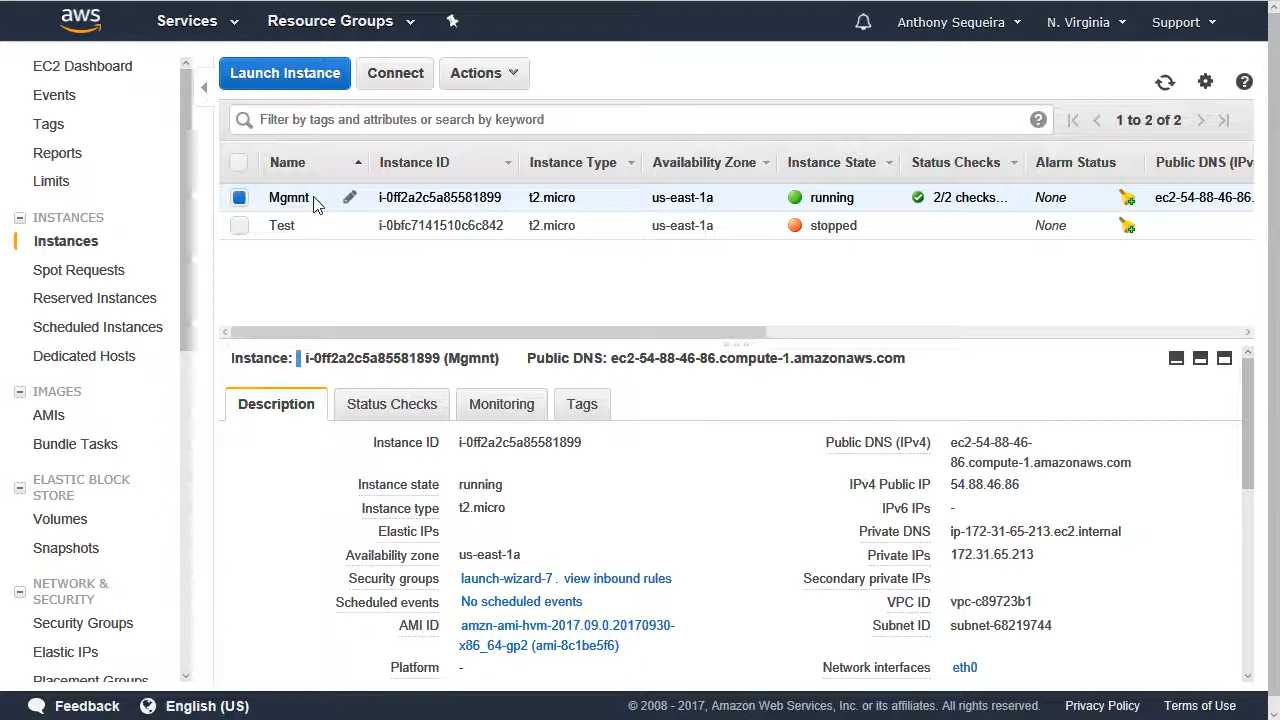 aws Services Resource Groups Anthony Sequeira N. Virginia Support
EC2 Dashboard
Events
Tags
Reports
Limits
INSTANCES
Instances
Spot Requests
Reserved Instances
Scheduled Instances
Dedicated Hosts
IMAGES
AMIs
Bundle Tasks
ELASTIC BLOCK
STORE
Volumes
Snapshots
NETWORK &
SECURITY
Security Groups
Elastic IPs
Placement Groups
Launch Instance Connect Actions
Filter by tags and attributes or search by keyword 1 to 2 of 2
Name Instance ID Instance Type Availability Zone Instance State Status Checks Alarm Status Public DNS (IPv
Mgmnt i-0ff2a2c5a85581899 t2.micro us-east-1a running 2/2 checks... None ec2-54-88-46-86.
Test i-0bfc7141510c6c842 t2.micro us-east-1a stopped None
Instance: i-0ff2a2c5a85581899 (Mgmnt) Public DNS: ec2-54-88-46-86.compute-1.amazonaws.com
Description Status Checks Monitoring Tags
Instance ID i-0ff2a2c5a85581899 Public DNS (IPv4) ec2-54-88-46-
86.compute-1.amazonaws.com
Instance state running IPv4 Public IP 54.88.46.86
Instance type t2.micro IPv6 IPs -
Elastic IPs Private DNS ip-172-31-65-213.ec2.internal
Availability zone us-east-1a Private IPs 172.31.65.213
Security groups launch-wizard-7 . view inbound rules Secondary private IPs
Scheduled events No scheduled events VPC ID vpc-c89723b1
AMI ID amzn-ami-hvm-2017.09.0.20170930- Subnet ID subnet-68219744
x86_64-gp2 (ami-8c1be5f6)
Platform - Network interfaces eth0
Feedback English (US) © 2008 - 2017, Amazon Web Services, Inc. or its affiliates. All rights reserved. Privacy Policy Terms of Use